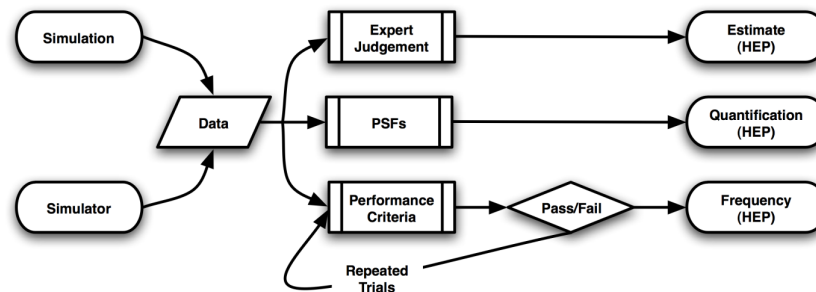 Simulation
Expert
Judgement
Estimate
(HEP)
Data
PSFs
Quantification
(HEP)
Simulator
Performance
Criteria
Pass/Fail
Frequency
(HEP)
Repeated
Trials